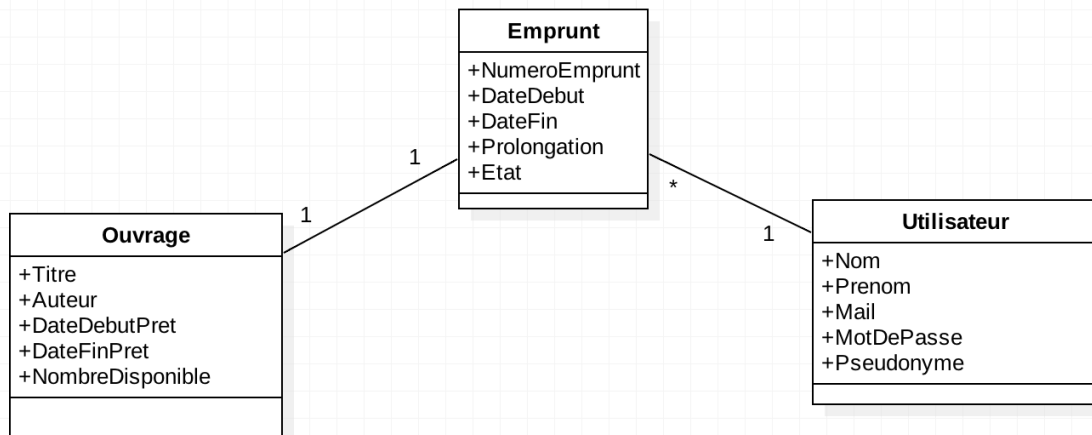 Emprunt
+NumeroEmprunt
+DateDebut
+DateFin
+Prolongation
+Etat
1
1
*
1
Ouvrage
+Titre
+Auteur
+DateDebutPret
+DateFinPret
+NombreDisponible
Utilisateur
+Nom
+Prenom
+Mail
+MotDePasse
+Pseudonyme